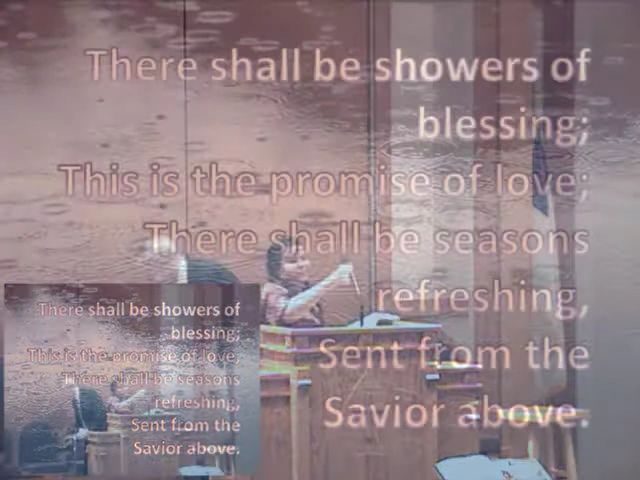 There shall be showers of
blessing;
This is the promise of love;
There shall be seasons
refreshing,
Sent from the
Savior above.
There shall be showers of
blessing;
This is the promise of love;
There shall be seasons
refreshing,
Sent from the
Savior above.